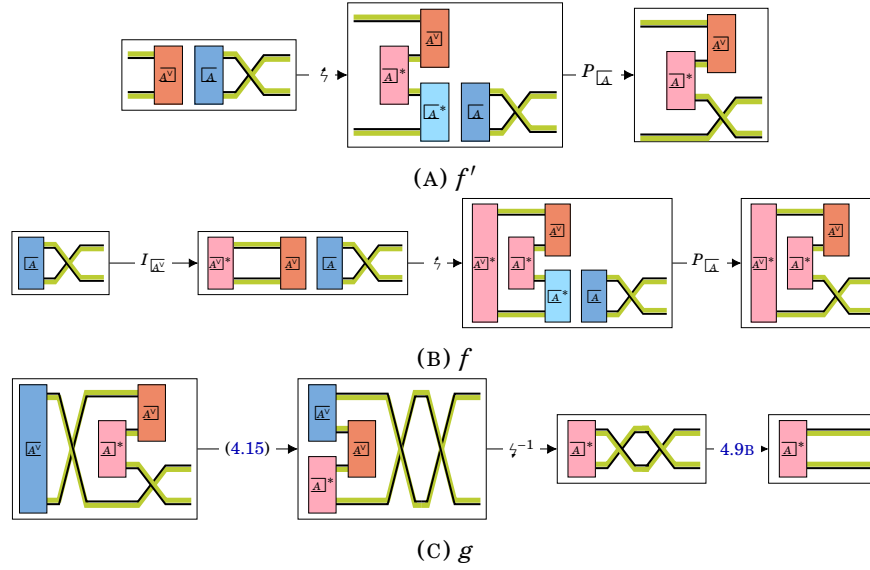 A^∨ A ϟ A^∨ A* A* A P_A A^∨ A*
(A) f′
A I_{A^∨} A^∨* A^∨ A ϟ A^∨* A^∨ A* A* A P_A A^∨* A^∨ A*
(B) f
A^∨ A^∨ A* (4.15) A^∨ A^∨ A* ϟ⁻¹ A* 4.9B A*
(C) g